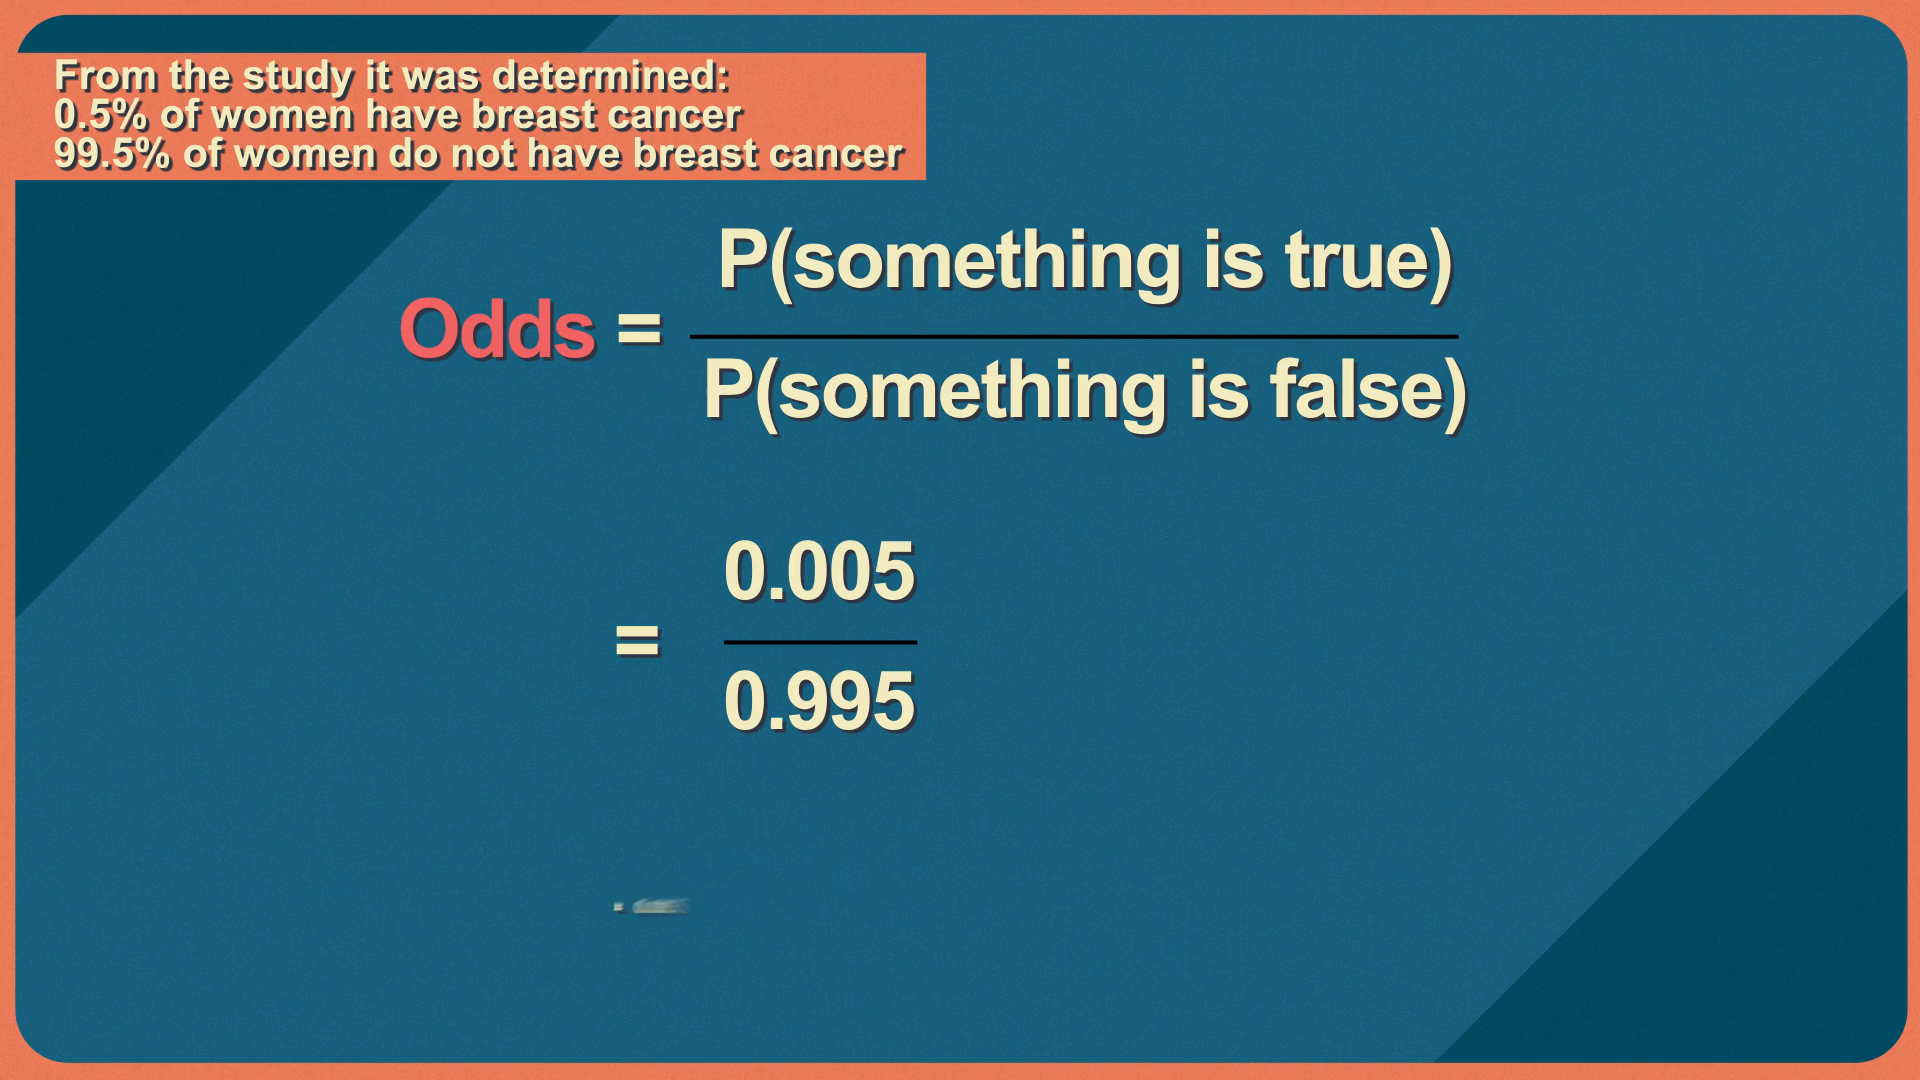 From the study it was determined:
0.5% of women have breast cancer
99.5% of women do not have breast cancer
P(something is true)
Odds =
P(something is false)
0.005
=
0.995
=